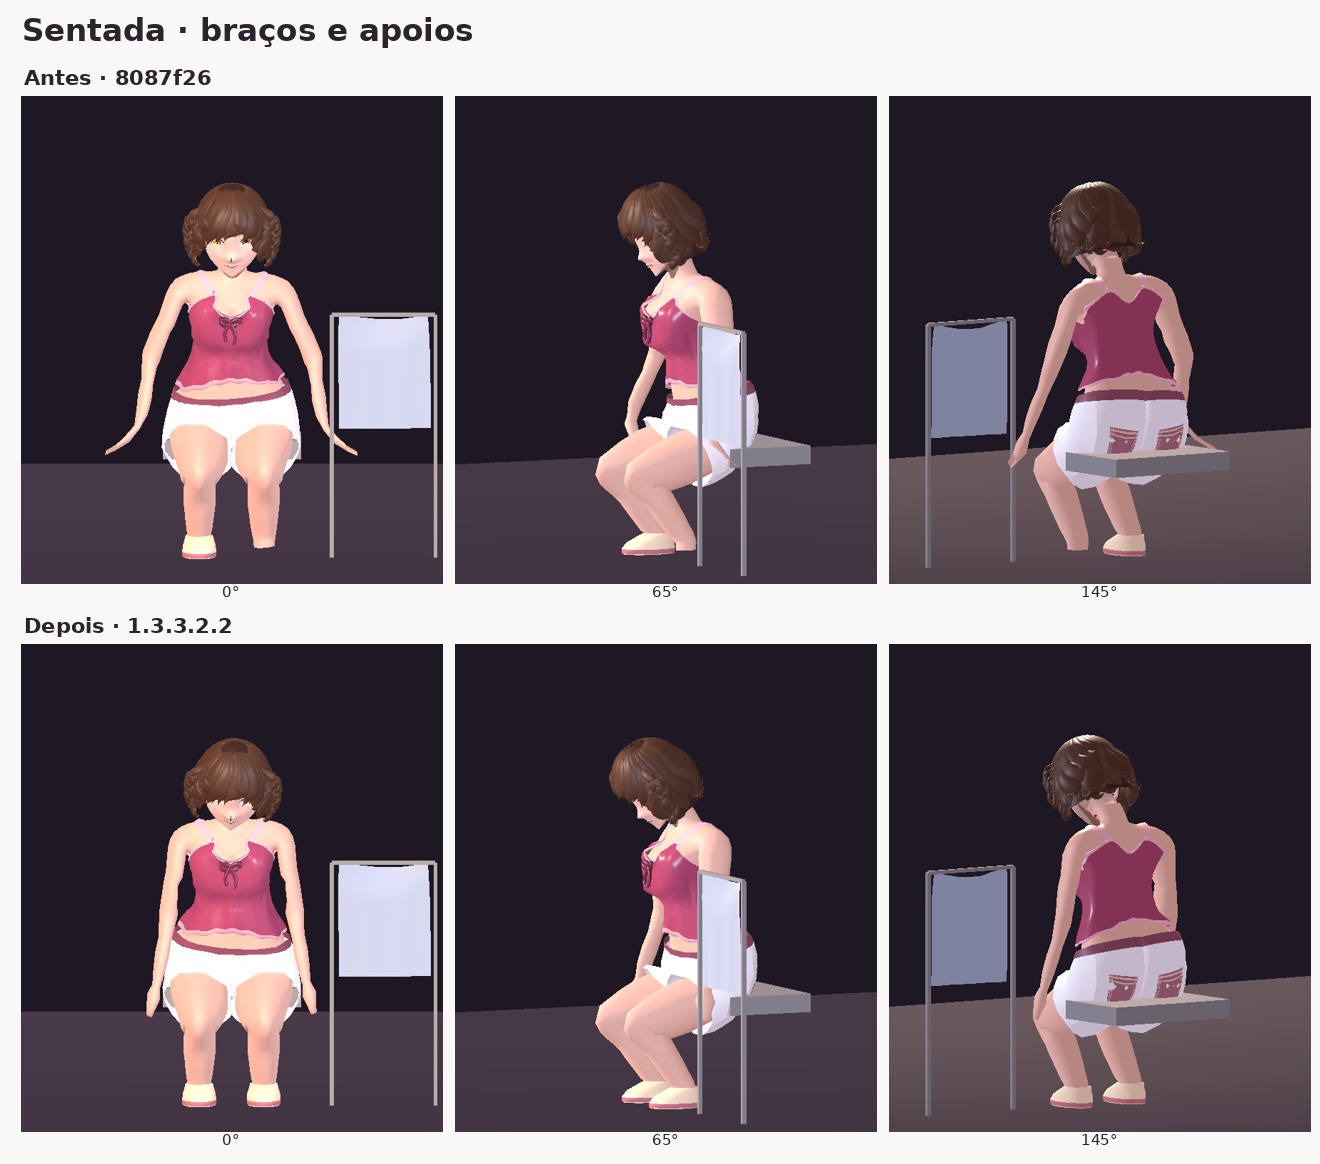 Sentada · braços e apoios
Antes · 8087f26
0° 65° 145°
Depois · 1.3.3.2.2
0° 65° 145°